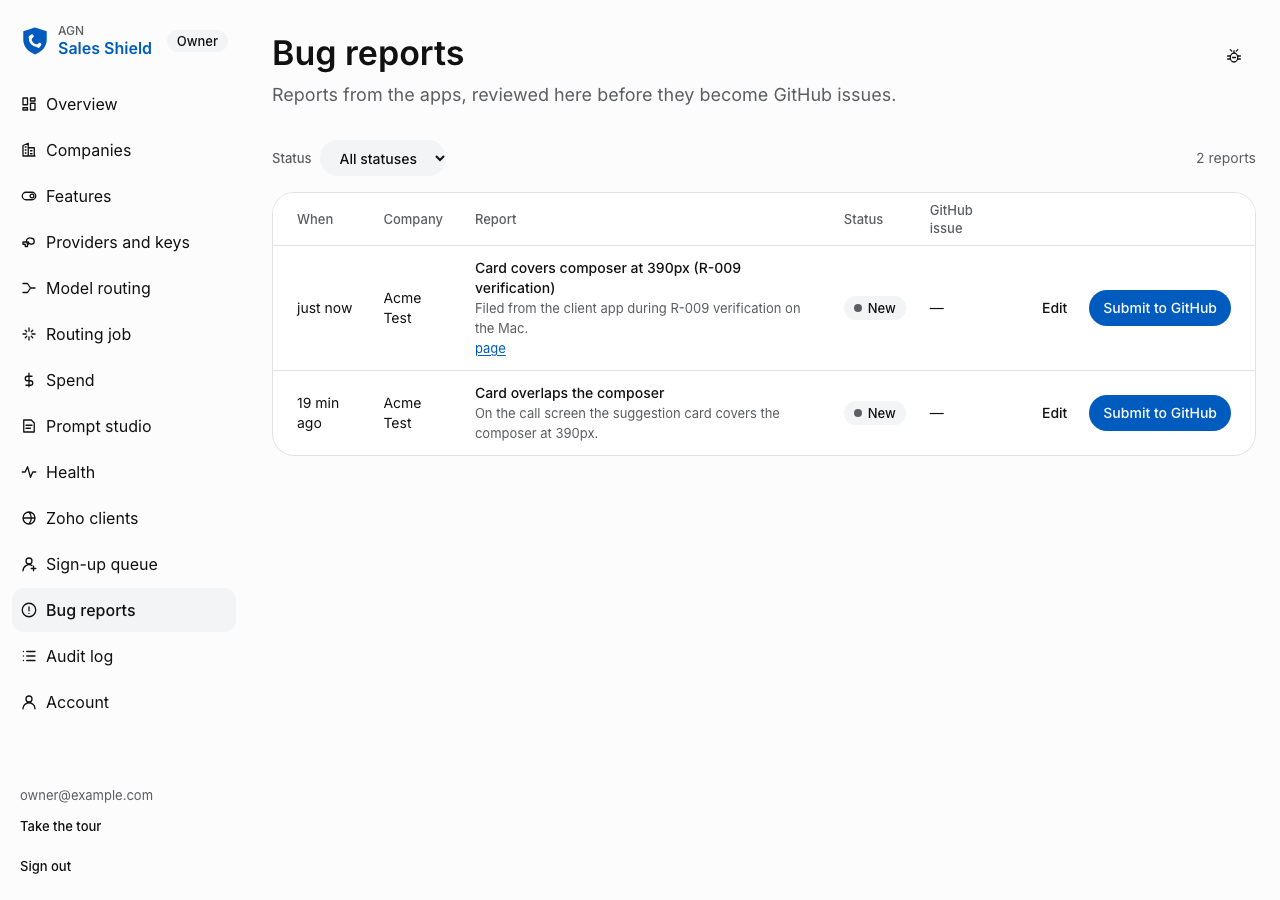 AGN
Sales Shield
Owner
Overview
Companies
Features
Providers and keys
Model routing
Routing job
Spend
Prompt studio
Health
Zoho clients
Sign-up queue
Bug reports
Audit log
Account
owner@example.com
Take the tour
Sign out
Bug reports
Reports from the apps, reviewed here before they become GitHub issues.
Status
All statuses
2 reports
When
Company
Report
Status
GitHub
issue
just now
Acme
Test
Card covers composer at 390px (R-009
verification)
Filed from the client app during R-009 verification on
the Mac.
page
New
—
Edit
Submit to GitHub
19 min
ago
Acme
Test
Card overlaps the composer
On the call screen the suggestion card covers the
composer at 390px.
New
—
Edit
Submit to GitHub